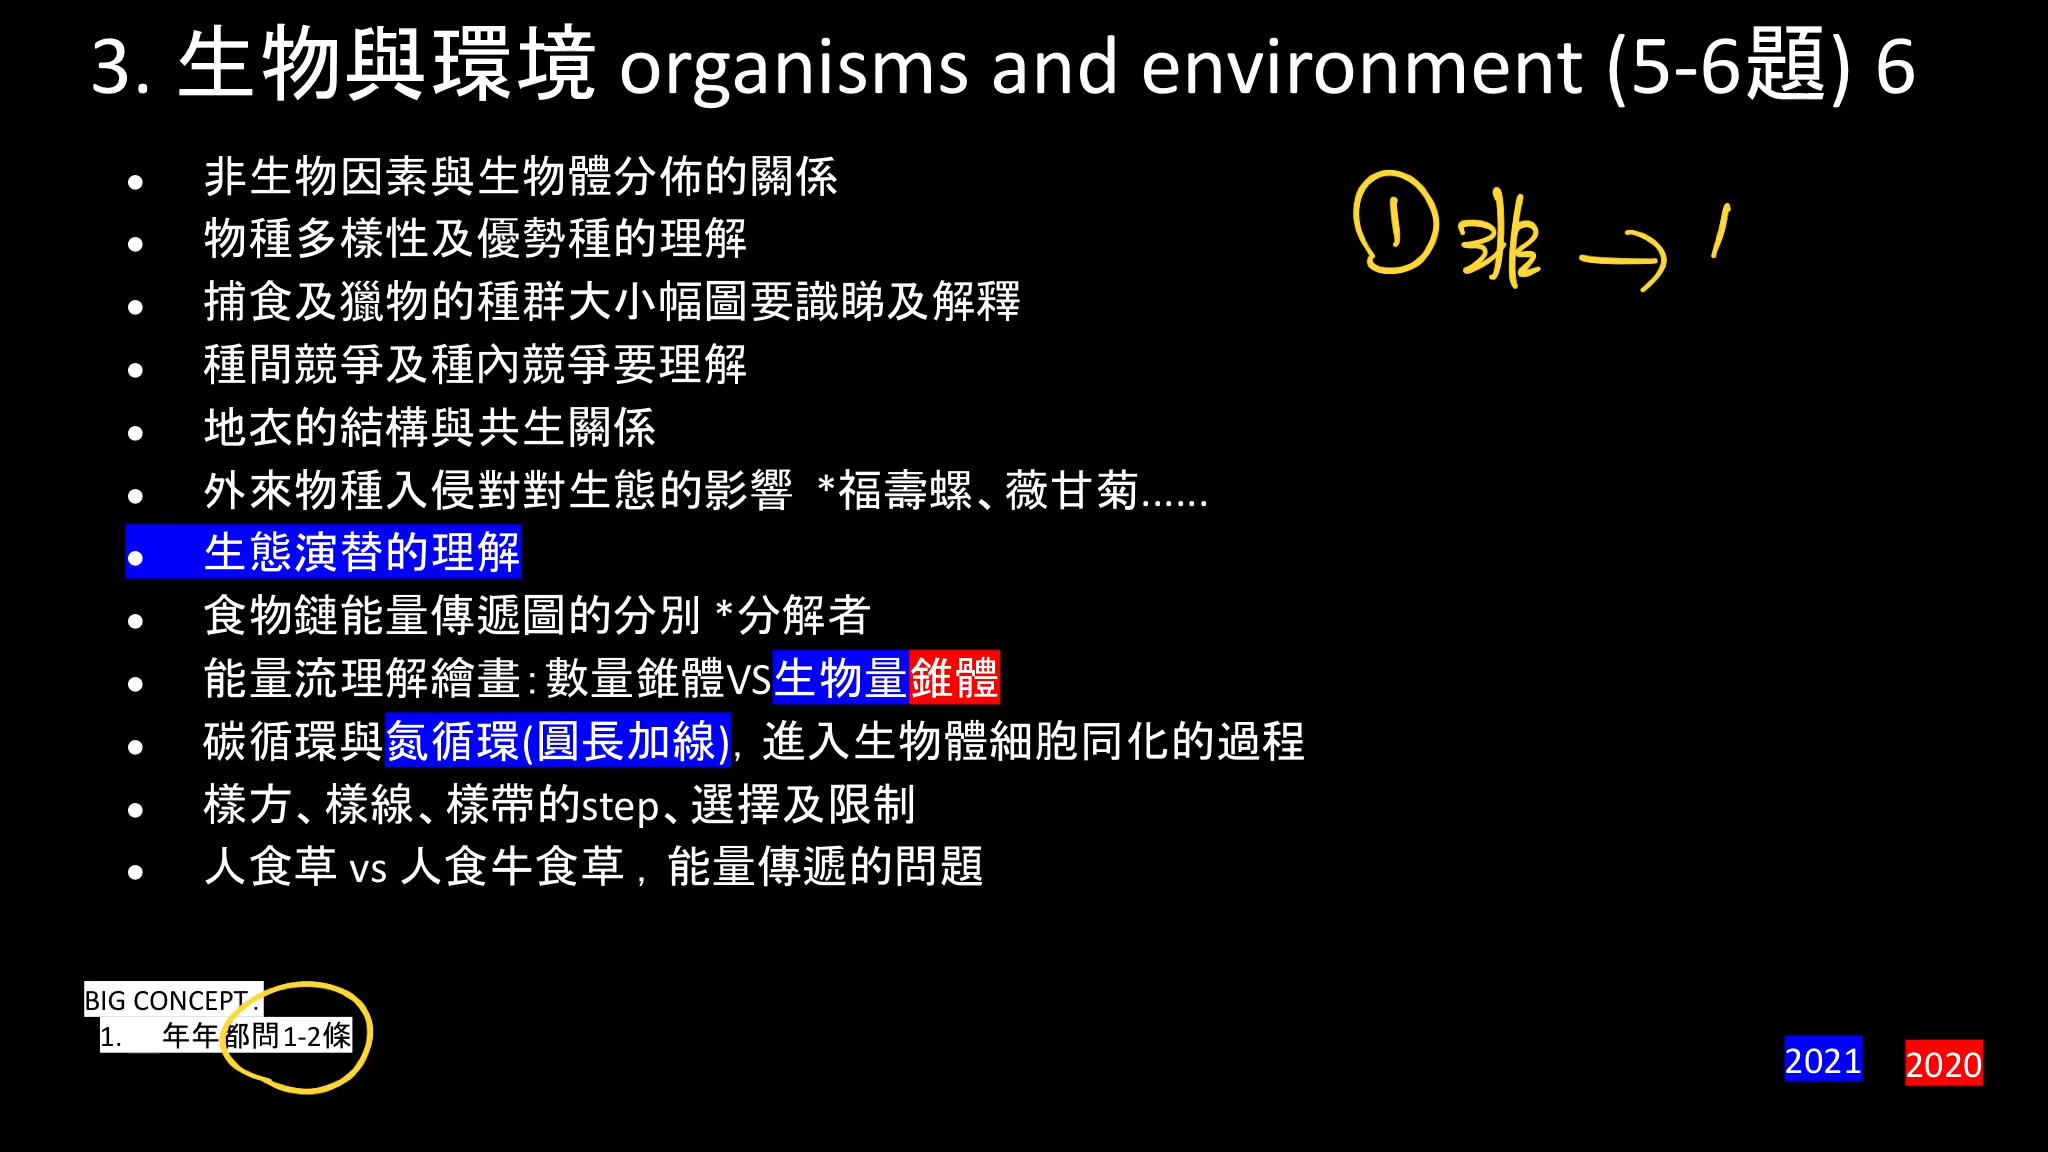 3. 生物與環境 organisms and environment (5-6題) 6
● 非生物因素與生物體分佈的關係
● 物種多樣性及優勢種的理解
● 捕食及獵物的種群大小幅圖要識睇及解釋
● 種間競爭及種內競爭要理解
● 地衣的結構與共生關係
● 外來物種入侵對對生態的影響 *福壽螺、薇甘菊......
● 生態演替的理解
● 食物鏈能量傳遞圖的分別 *分解者
● 能量流理解繪畫：數量錐體VS生物量錐體
● 碳循環與氮循環(圓長加線)，進入生物體細胞同化的過程
● 樣方、樣線、樣帶的step、選擇及限制
● 人食草 vs 人食牛食草，能量傳遞的問題
① 非 →
BIG CONCEPT :
1. __年年都問1-2條
2021
2020